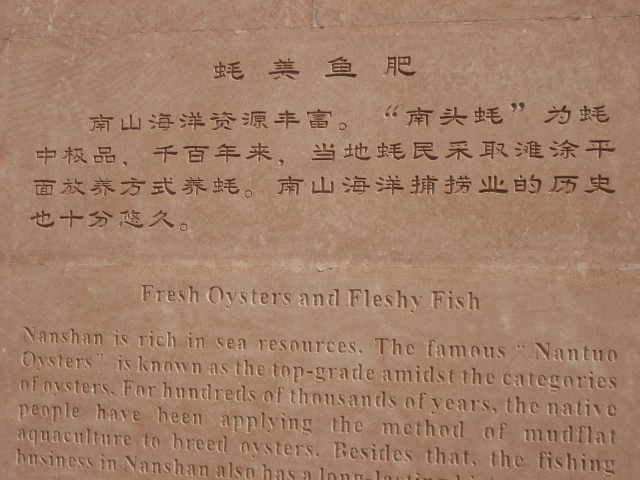 蚝美鱼肥
南山海洋资源丰富。“南头蚝”为蚝
中极品，千百年来，当地蚝民采取滩涂平
面放养方式养蚝。南山海洋捕捞业的历史
也十分悠久。
Fresh Oysters and Fleshy Fish
Nanshan is rich in sea resources. The famous “ Nantuo
Oysters” is known as the top-grade amidst the categories
of oysters. For hundreds of thousands of years, the native
people have been applying the method of mudflat
aquaculture to breed oysters. Besides that, the fishing
business in Nanshan also has a long-lasting